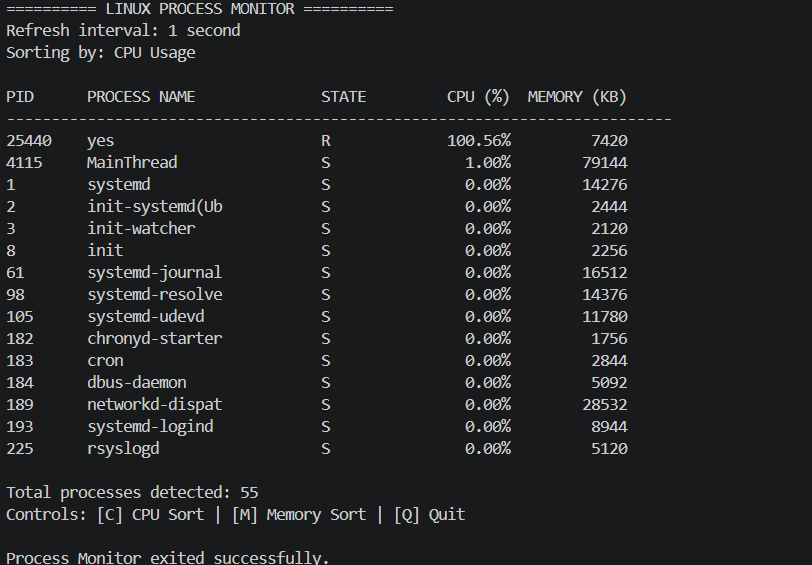 ========== LINUX PROCESS MONITOR ==========
Refresh interval: 1 second
Sorting by: CPU Usage
PID PROCESS NAME STATE CPU (%) MEMORY (KB)
--------------------------------------------------------------------------
25440 yes R 100.56% 7420
4115 MainThread S 1.00% 79144
1 systemd S 0.00% 14276
2 init-systemd(Ub S 0.00% 2444
3 init-watcher S 0.00% 2120
8 init S 0.00% 2256
61 systemd-journal S 0.00% 16512
98 systemd-resolve S 0.00% 14376
105 systemd-udevd S 0.00% 11780
182 chronyd-starter S 0.00% 1756
183 cron S 0.00% 2844
184 dbus-daemon S 0.00% 5092
189 networkd-dispat S 0.00% 28532
193 systemd-logind S 0.00% 8944
225 rsyslogd S 0.00% 5120
Total processes detected: 55
Controls: [C] CPU Sort | [M] Memory Sort | [Q] Quit
Process Monitor exited successfully.